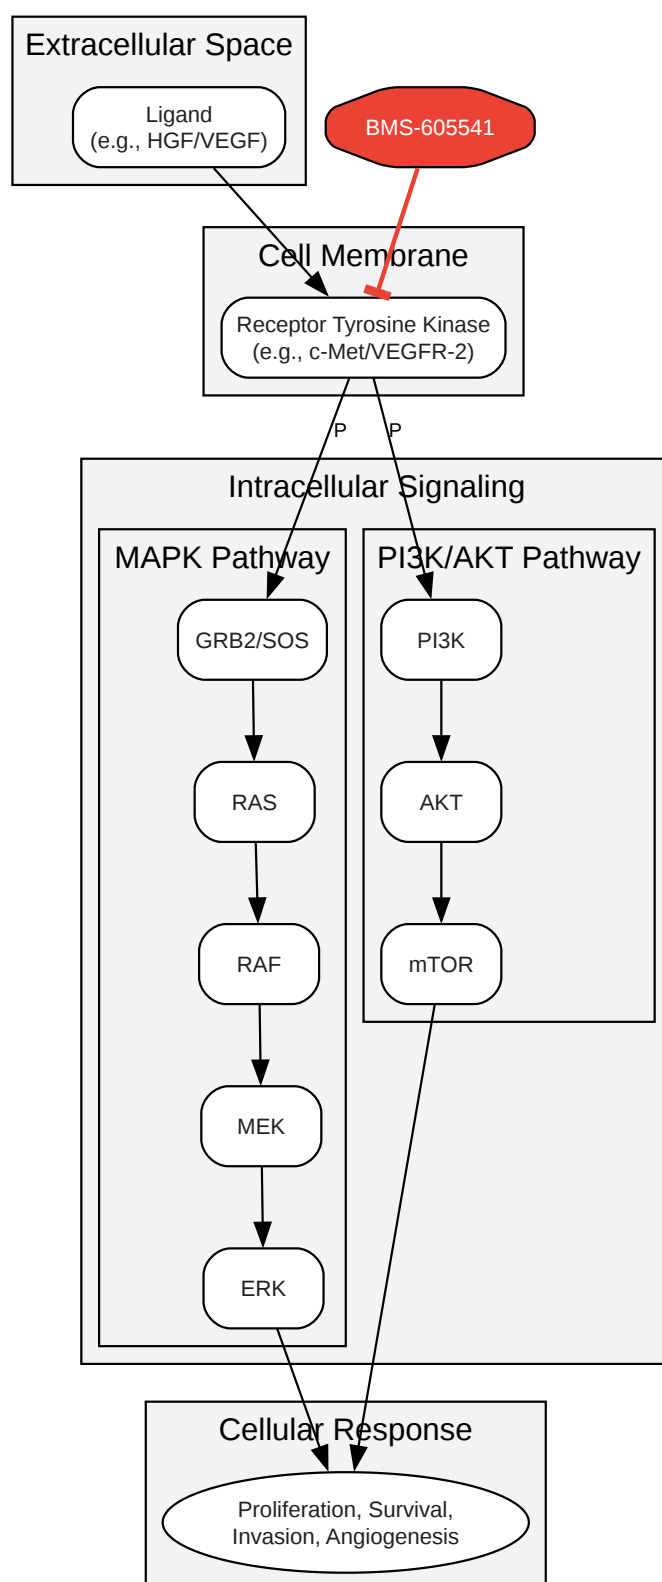 Extracellular Space
Ligand
(e.g., HGF/VEGF)
BMS-605541
Cell Membrane
Receptor Tyrosine Kinase
(e.g., c-Met/VEGFR-2)
P
P
Intracellular Signaling
MAPK Pathway
PI3K/AKT Pathway
GRB2/SOS
PI3K
RAS
AKT
RAF
mTOR
MEK
ERK
Cellular Response
Proliferation, Survival,
Invasion, Angiogenesis